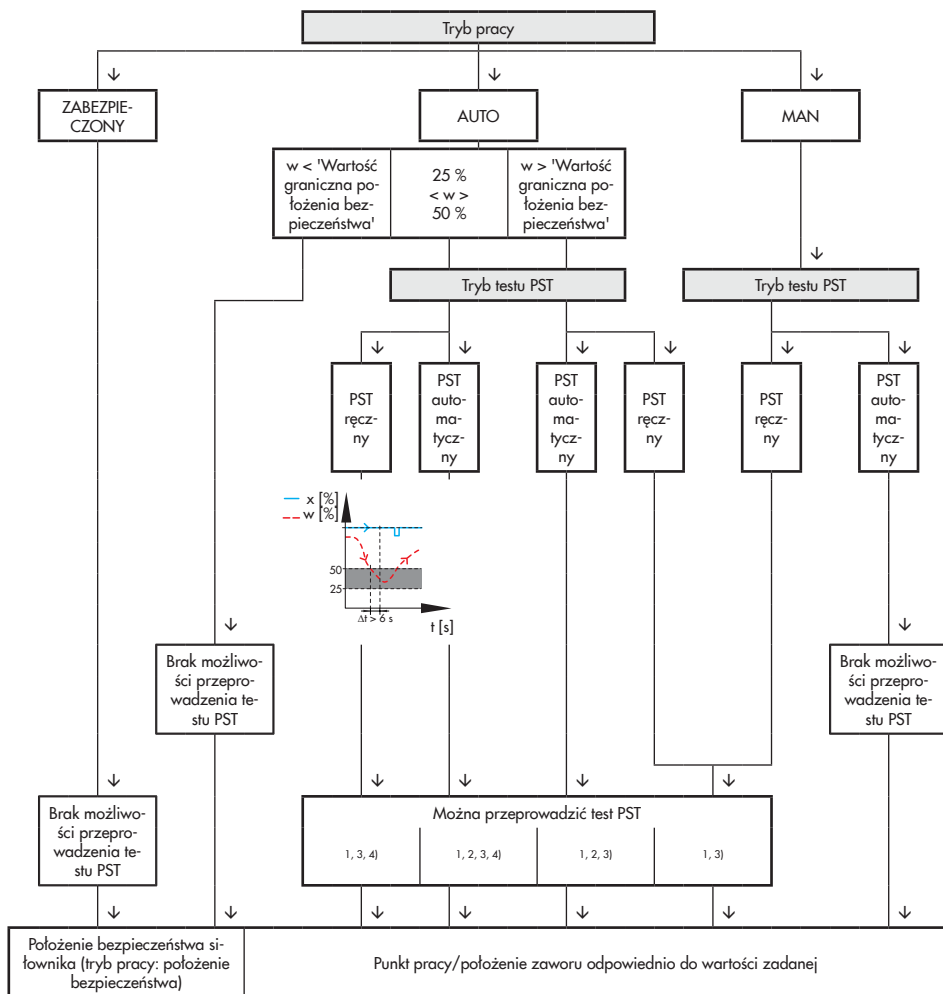 Tryb pracy
ZABEZPIE-
CZONY
AUTO
MAN
w < 'Wartość
graniczna po-
łożenia bez-
pieczeństwa'
25 %
< w >
50 %
w > 'Wartość
graniczna po-
łożenia bez-
pieczeństwa'
Tryb testu PST
Tryb testu PST
PST
ręcz-
ny
PST
auto-
ma-
tycz-
ny
PST
auto-
ma-
tycz-
ny
PST
ręcz-
ny
PST
ręcz-
ny
PST
auto-
ma-
tycz-
ny
x [%]
w [%]
50
25
Δt > 6 s
t [s]
Brak możliwo-
ści przepro-
wadzenia te-
stu PST
Brak możliwo-
ści przepro-
wadzenia te-
stu PST
Brak możliwo-
ści przepro-
wadzenia te-
stu PST
Można przeprowadzić test PST
1, 3, 4)
1, 2, 3, 4)
1, 2, 3)
1, 3)
Położenie bezpieczeństwa si-
łownika (tryb pracy: położenie
bezpieczeństwa)
Punkt pracy/położenie zaworu odpowiednio do wartości zadanej